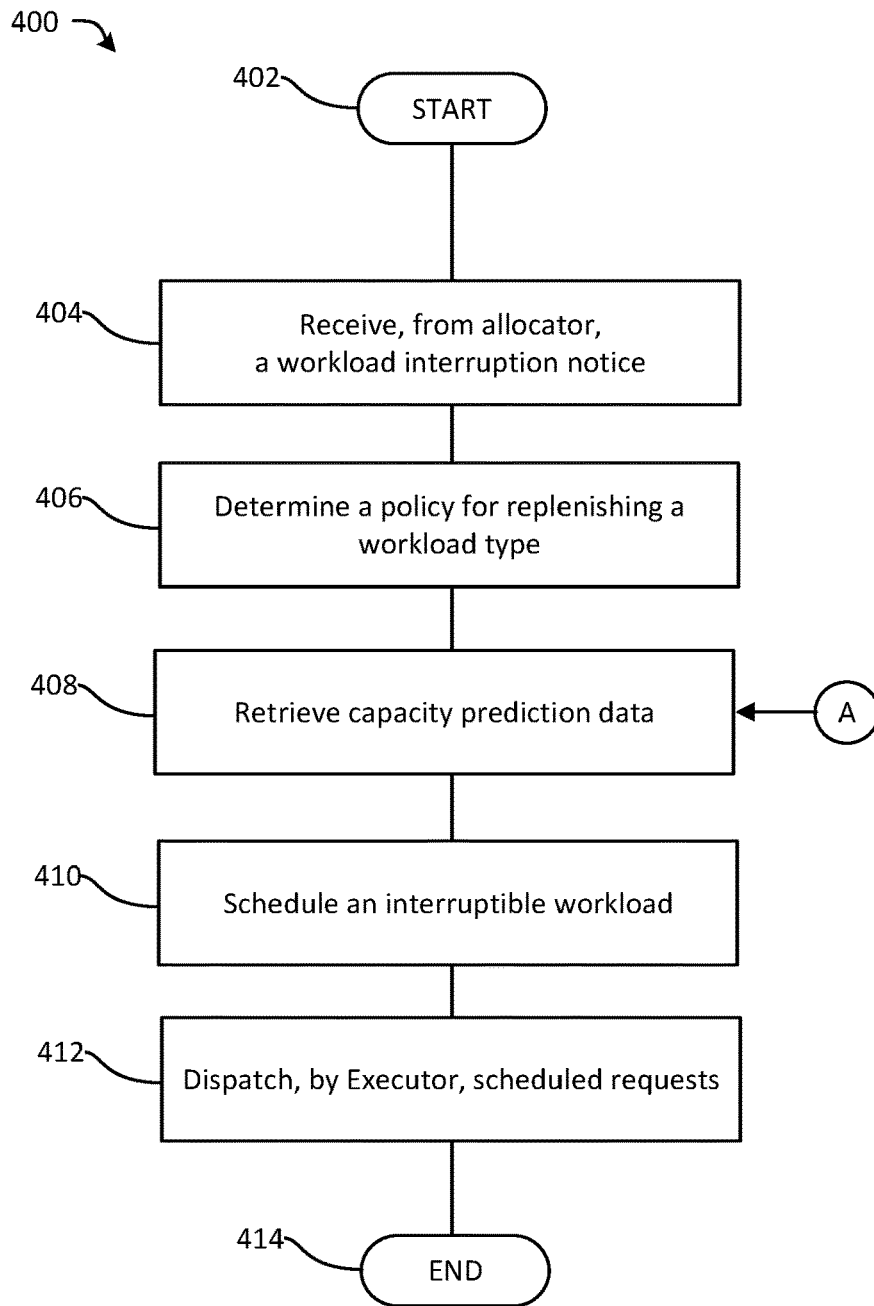 400
402
START
404
Receive, from allocator,
a workload interruption notice
406
Determine a policy for replenishing a
workload type
408
Retrieve capacity prediction data
A
410
Schedule an interruptible workload
412
Dispatch, by Executor, scheduled requests
414
END